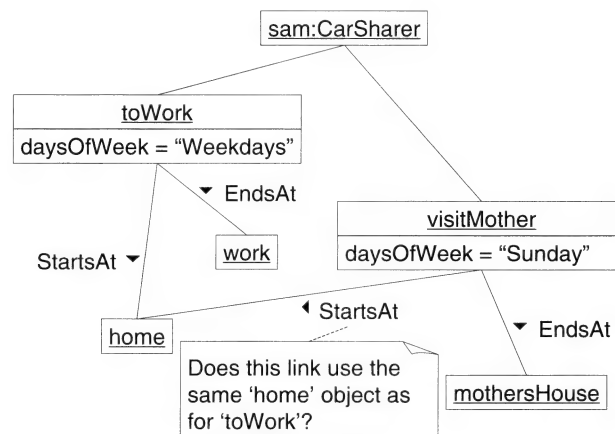 sam:CarSharer
toWork
daysOfWeek = “Weekdays”
EndsAt
visitMother
daysOfWeek = “Sunday”
work
StartsAt
StartsAt
EndsAt
home
Does this link use the
same ‘home’ object as
for ‘toWork’?
mothersHouse